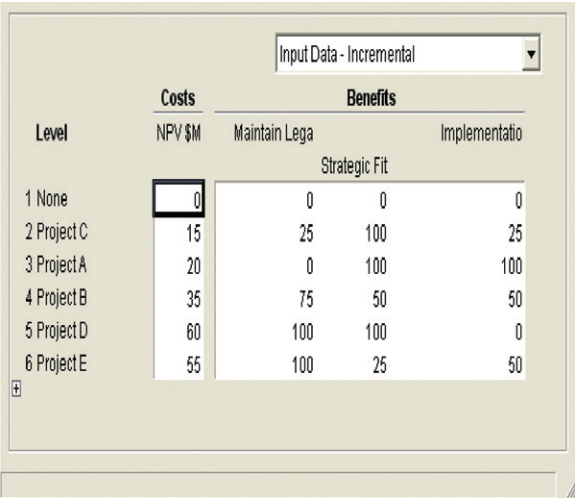 Input Data - Incremental
Costs Benefits
Level NPV $M Maintain Lega Implementatio
Strategic Fit
1 None 0 0 0 0
2 Project C 15 25 100 25
3 Project A 20 0 100 100
4 Project B 35 75 50 50
5 Project D 60 100 100 0
6 Project E 55 100 25 50